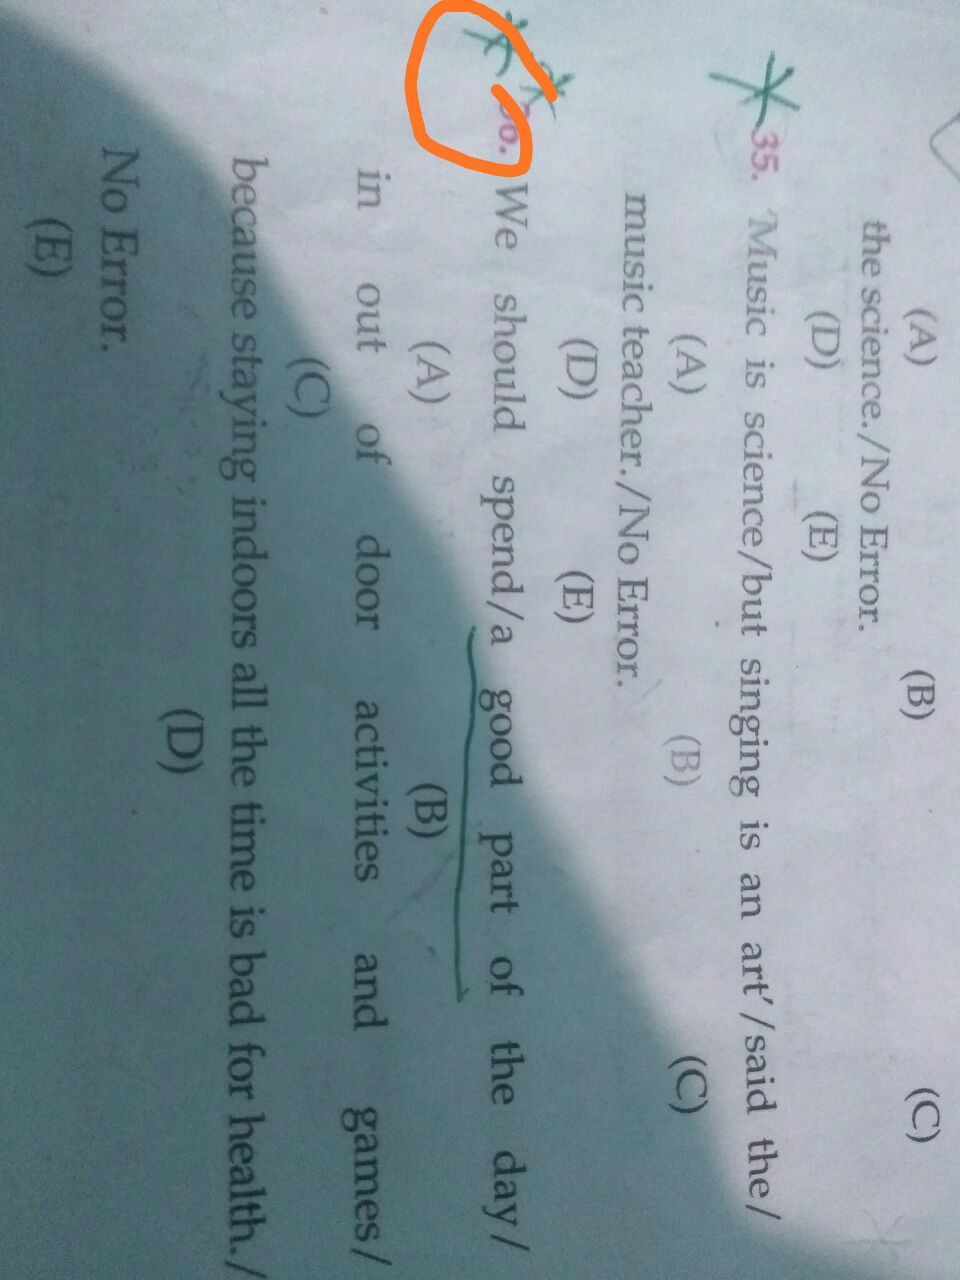 (A) (B) (C)
the science./No Error.
(D) (E)
35. 'Music is science/but singing is an art'/said the/
(A) (B) (C)
music teacher./No Error.
(D) (E)
36. We should spend/a good part of the day/
(A) (B)
in out of door activities and games/
(C)
because staying indoors all the time is bad for health./
(D)
No Error.
(E)